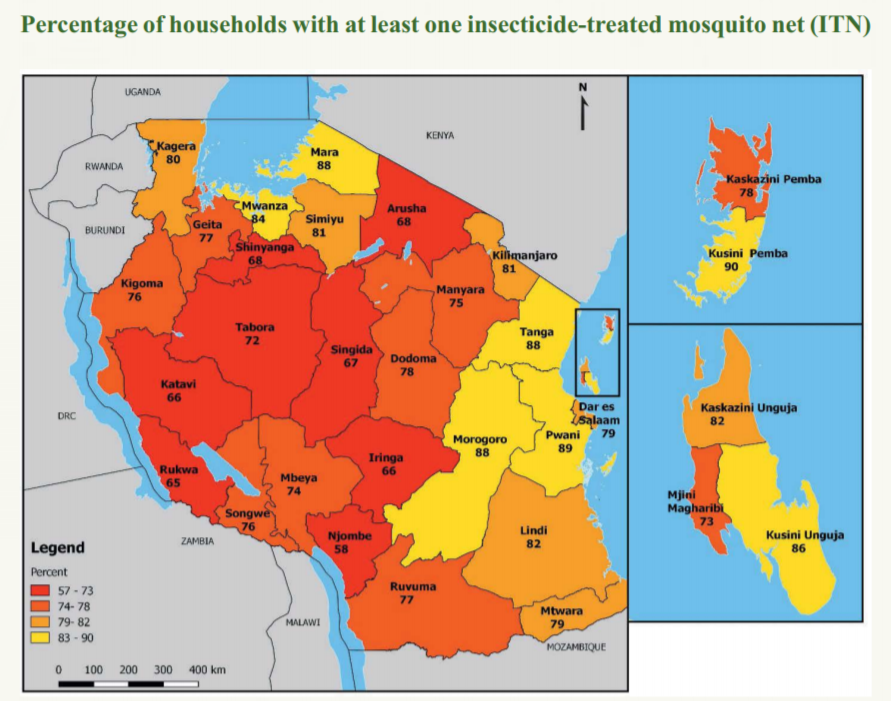 Percentage of households with at least one insecticide-treated mosquito net (ITN)
UGANDA
N
KENYA
RWANDA
BURUNDI
Kagera
80
Mara
88
Mwanza
84
Simiyu
81
Arusha
68
Geita
77
Shinyanga
68
Kilimanjaro
81
Kigoma
76
Manyara
75
Tabora
72
Tanga
88
Singida
67
Dodoma
78
Katavi
66
DRC
Dar es
Salaam
79
Morogoro
88
Pwani
89
Rukwa
65
Iringa
66
Mbeya
74
Songwe
76
ZAMBIA
Njombe
58
Lindi
82
Ruvuma
77
Mtwara
79
MALAWI
MOZAMBIQUE
Legend
Percent
57 - 73
74- 78
79- 82
83 - 90
0 100 200 300 400 km
Kaskazini Pemba
78
Kusini Pemba
90
Kaskazini Unguja
82
Mjini
Magharibi
73
Kusini Unguja
86